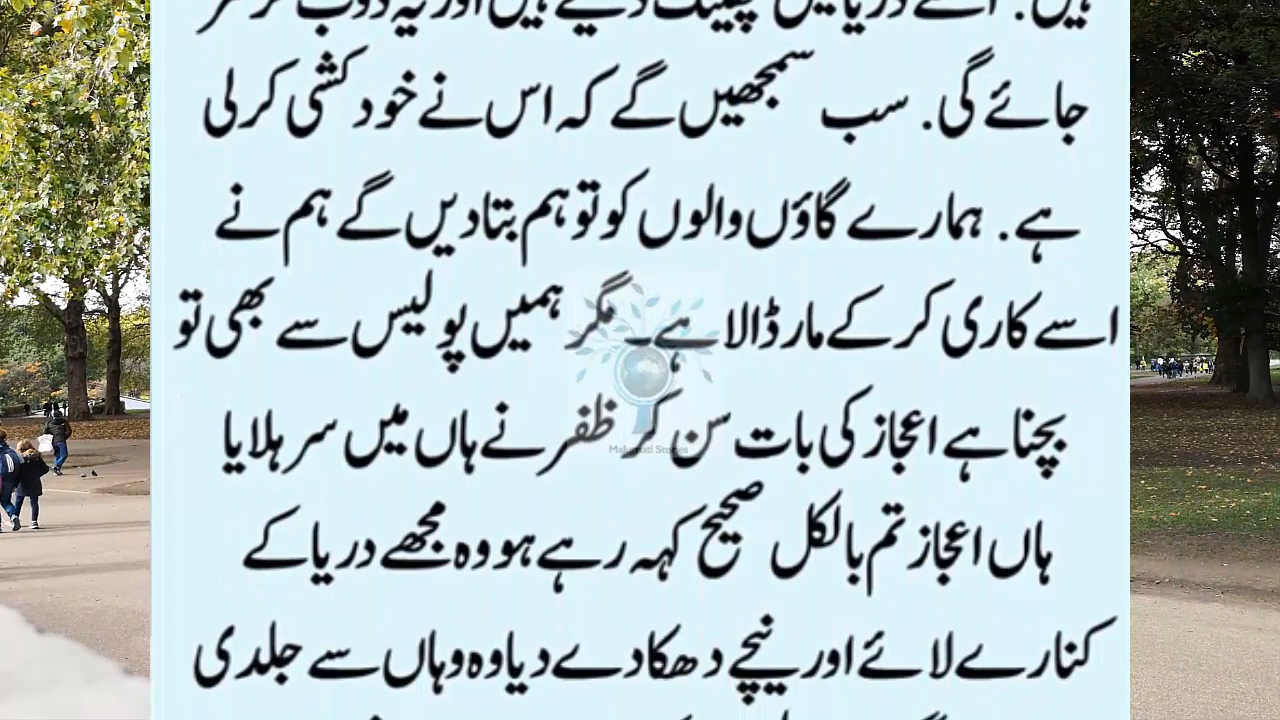 ہیں. اسے دریا میں پھینک دیتے ہیں اور یہ ڈوب کر مر
جائے گی. سب سمجھیں گے کہ اس نے خودکشی کر لی
ہے. ہمارے گاؤں والوں کو تو ہم بتا دیں گے ہم نے
اسے کاری کر کے مار ڈالا ہے۔ مگر ہمیں پولیس سے بھی تو
بچنا ہے اعجاز کی بات سن کر ظفر نے ہاں میں سر ہلایا
Malumati Stories
ہاں اعجاز تم بالکل صحیح کہہ رہے ہو وہ مجھے دریا کے
کنارے لائے اور نیچے دھکا دے دیا وہ وہاں سے جلدی